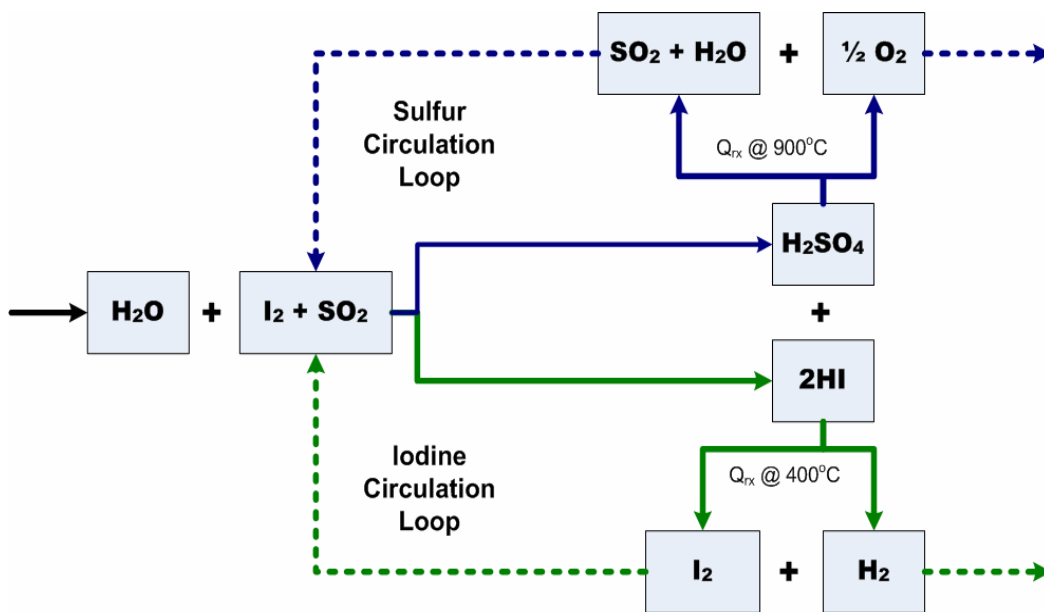 SO₂ + H₂O + ½ O₂
Sulfur
Circulation
Loop
Qrx @ 900°C
H₂SO₄
H₂O + I₂ + SO₂
+
2HI
Iodine
Circulation
Loop
Qrx @ 400°C
I₂ + H₂